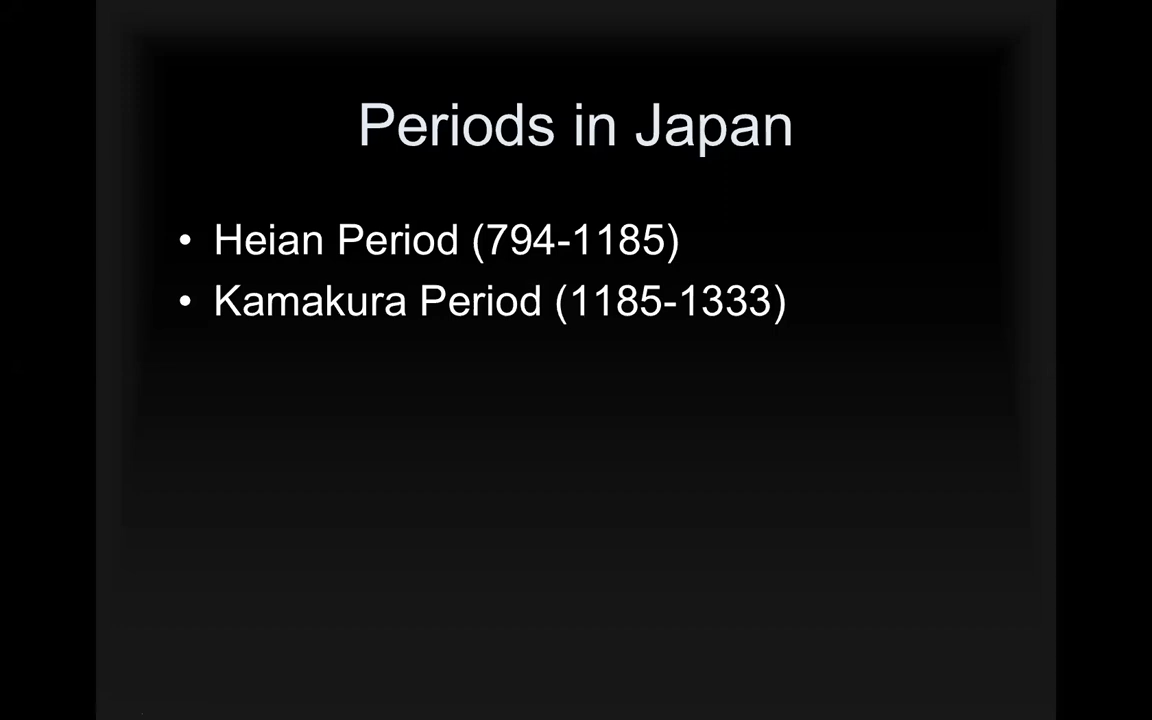 Periods in Japan
• Heian Period (794-1185)
• Kamakura Period (1185-1333)